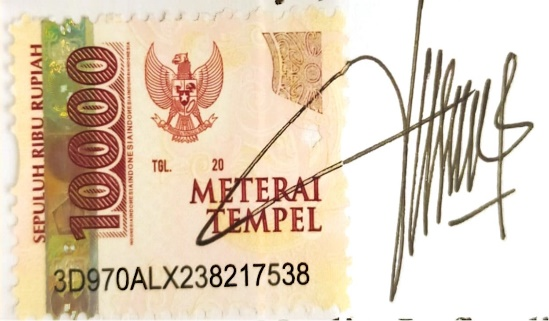 SEPULUH RIBU RUPIAH
10000
TGL. 20
METERAI
TEMPEL
3D970ALX238217538